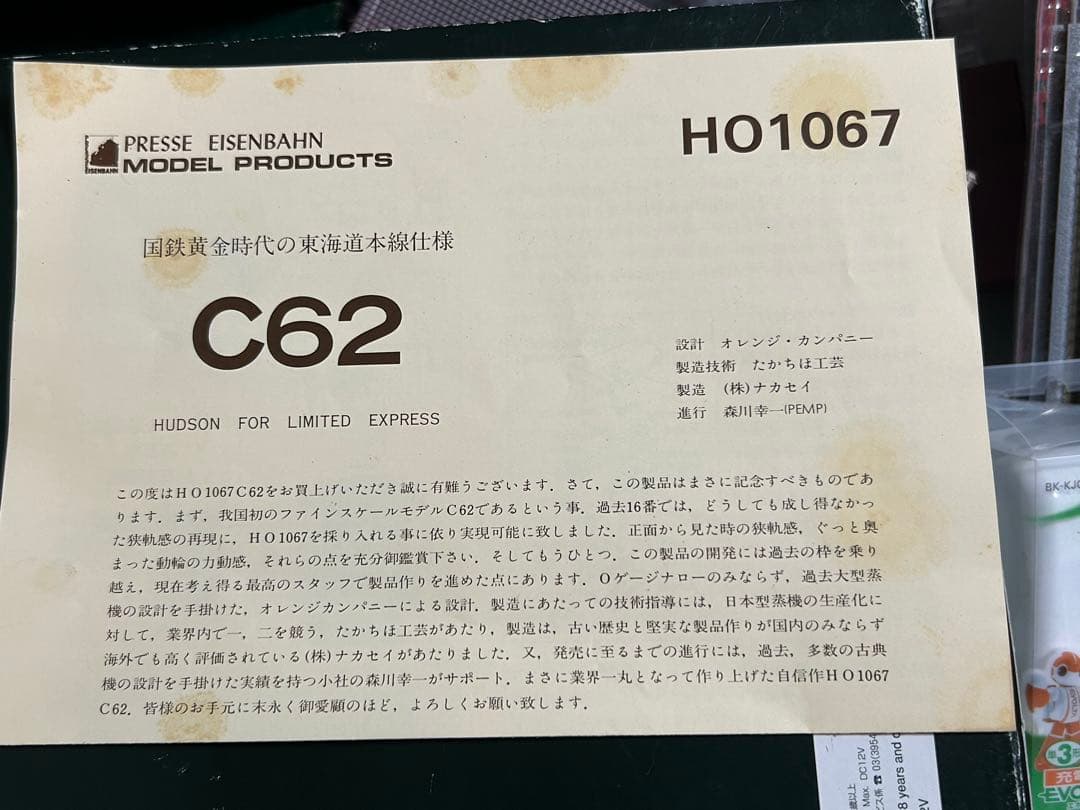 PRESSE EISENBAHN
MODEL PRODUCTS
EISENBAHN
HO1067
国鉄黄金時代の東海道本線仕様
C62
HUDSON FOR LIMITED EXPRESS
設計 オレンジ・カンパニー
製造技術 たかちほ工芸
製造 (株)ナカセイ
進行 森川幸一(PEMP)
この度はHO1067C62をお買上げいただき誠に有難うございます．さて，この製品はまさに記念すべきものであ
ります．まず，我国初のファインスケールモデルC62であるという事．過去16番では，どうしても成し得なかっ
た狭軌感の再現に，HO1067を採り入れる事に依り実現可能に致しました．正面から見た時の狭軌感，ぐっと奥
まった動輪の力動感，それらの点を充分御鑑賞下さい．そしてもうひとつ．この製品の開発には過去の枠を乗り
越え，現在考え得る最高のスタッフで製品作りを進めた点にあります．Oゲージナローのみならず，過去大型蒸
機の設計を手掛けた，オレンジカンパニーによる設計．製造にあたっての技術指導には，日本型蒸機の生産化に
対して，業界内で一，二を競う，たかちほ工芸があたり，製造は，古い歴史と堅実な製品作りが国内のみならず
海外でも高く評価されている(株)ナカセイがあたりました．又，発売に至るまでの進行には，過去，多数の古典
機の設計を手掛けた実績を持つ小社の森川幸一がサポート．まさに業界一丸となって作り上げた自信作HO1067
C62．皆様のお手元に末永く御愛顧のほど，よろしくお願い致します．
BK-KJ
単3形
充電
EVO
歳以上
Max. DC12V
ビス係 ☎ 03(3954
8 years and